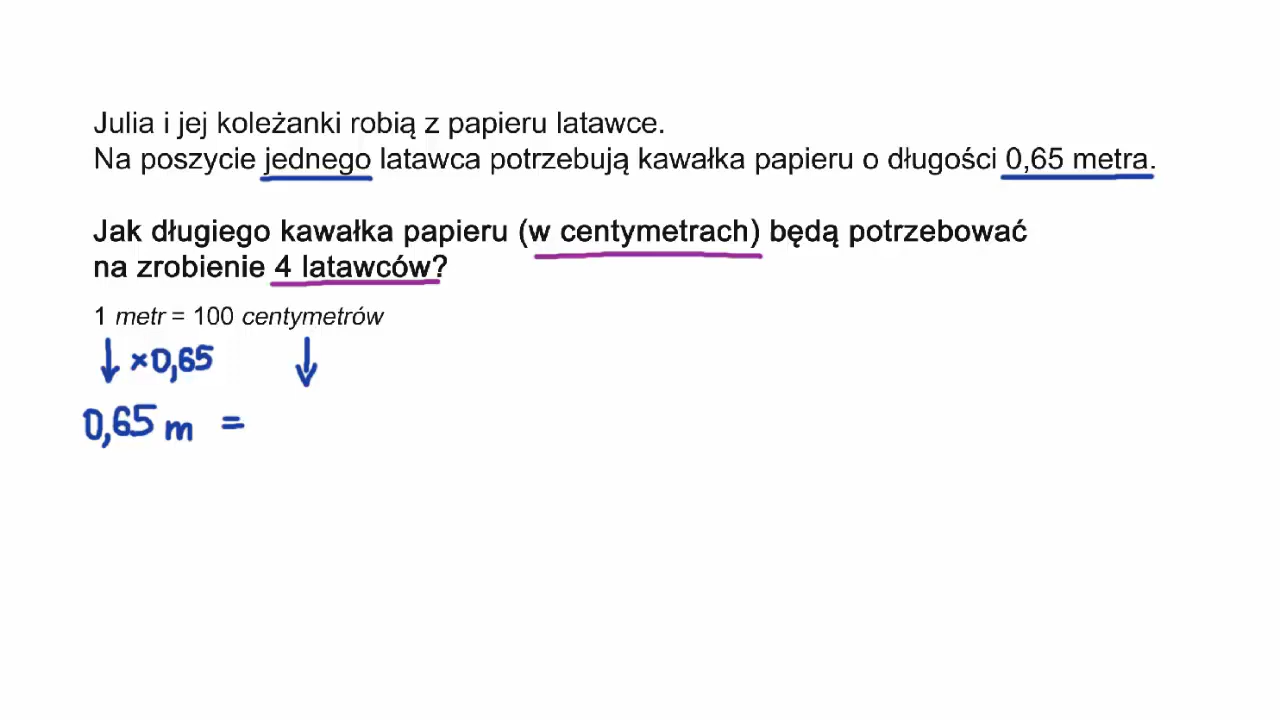 Julia i jej koleżanki robią z papieru latawce.
Na poszycie jednego latawca potrzebują kawałka papieru o długości 0,65 metra.
Jak długiego kawałka papieru (w centymetrach) będą potrzebować
na zrobienie 4 latawców?
1 metr = 100 centymetrów
↓ ×0,65 ↓
0,65 m =